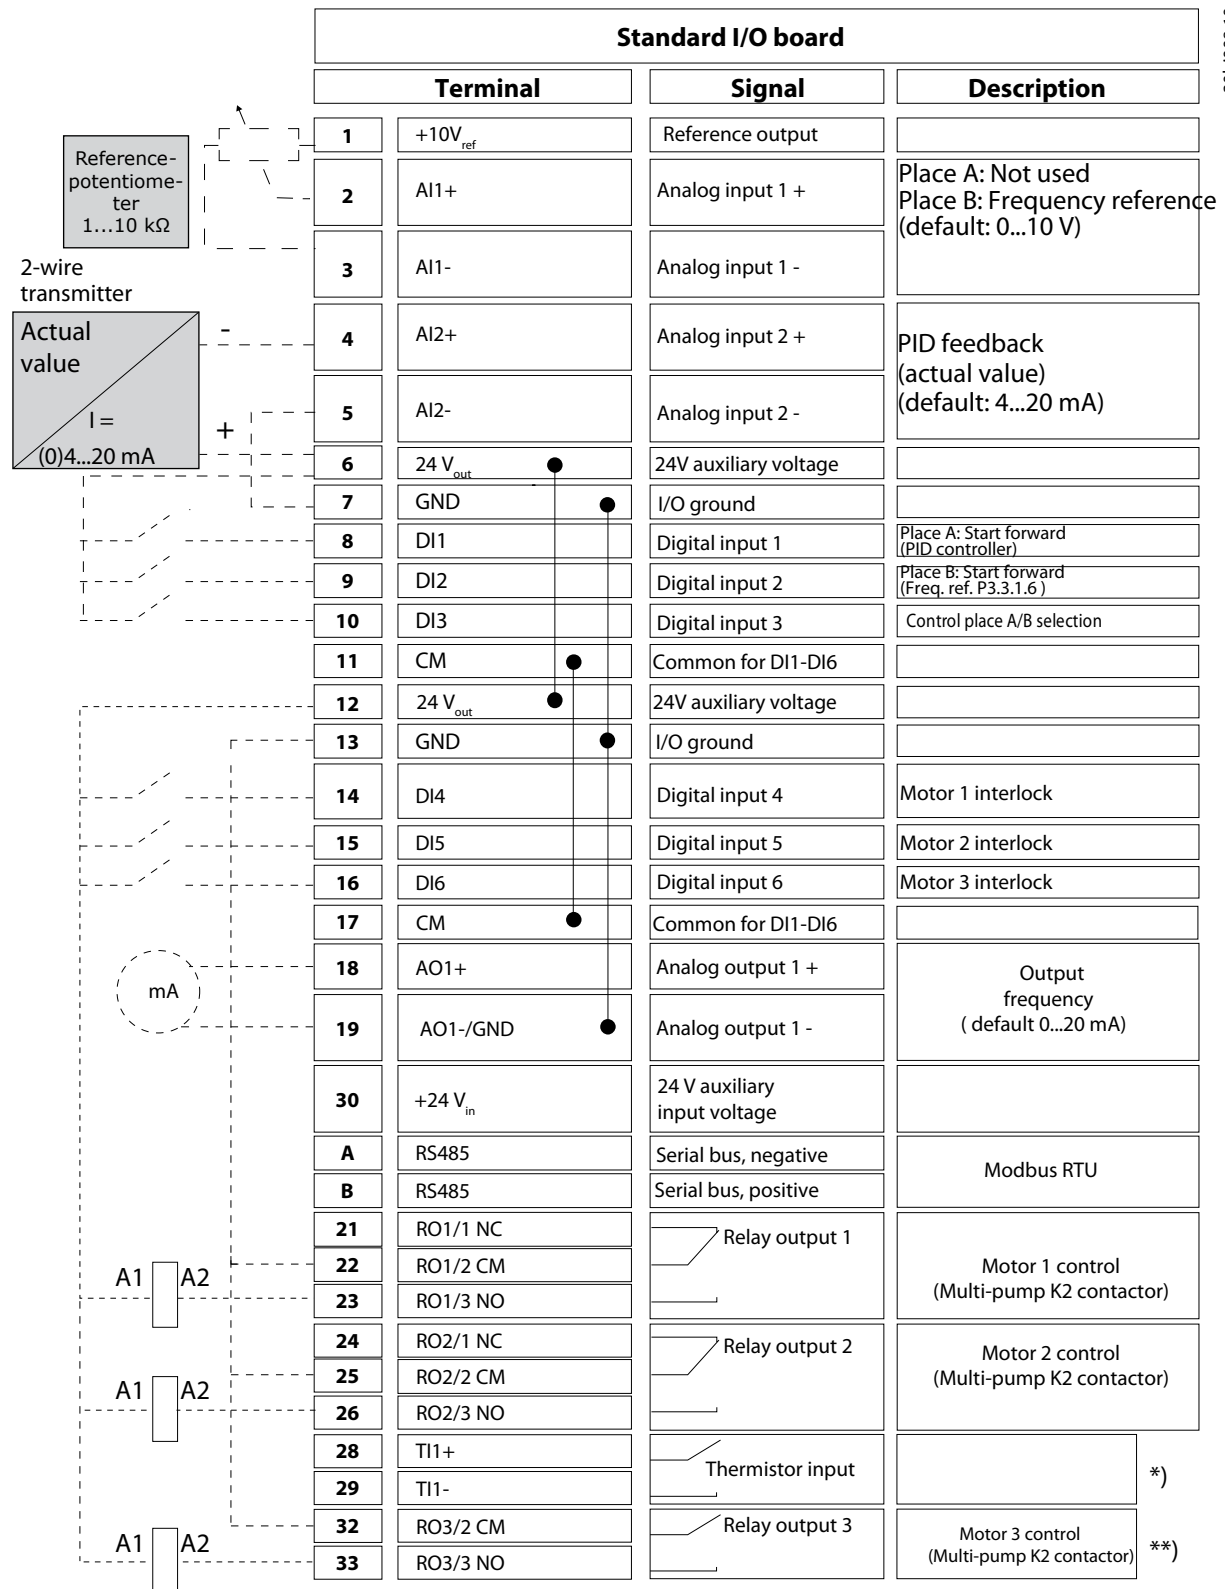 Standard I/O board
Terminal Signal Description
1 +10Vref Reference output
Reference-
potentiome-
ter
1...10 kΩ
2 AI1+ Analog input 1 +
Place A: Not used
Place B: Frequency reference
(default: 0...10 V)
3 AI1- Analog input 1 -
2-wire
transmitter
Actual
value
I =
(0)4...20 mA
-
+
4 AI2+ Analog input 2 +
PID feedback
(actual value)
(default: 4...20 mA)
5 AI2- Analog input 2 -
6 24 Vout 24V auxiliary voltage
7 GND I/O ground
8 DI1 Digital input 1
Place A: Start forward
(PID controller)
9 DI2 Digital input 2
Place B: Start forward
(Freq. ref. P3.3.1.6 )
10 DI3 Digital input 3 Control place A/B selection
11 CM Common for DI1-DI6
12 24 Vout 24V auxiliary voltage
13 GND I/O ground
14 DI4 Digital input 4 Motor 1 interlock
15 DI5 Digital input 5 Motor 2 interlock
16 DI6 Digital input 6 Motor 3 interlock
17 CM Common for DI1-DI6
mA
18 AO1+ Analog output 1 +
Output
frequency
( default 0...20 mA)
19 AO1-/GND Analog output 1 -
30 +24 Vin 24 V auxiliary
input voltage
A RS485 Serial bus, negative
Modbus RTU
B RS485 Serial bus, positive
21 RO1/1 NC Relay output 1
22 RO1/2 CM
Motor 1 control
(Multi-pump K2 contactor)
A1 A2
23 RO1/3 NO
24 RO2/1 NC Relay output 2
Motor 2 control
(Multi-pump K2 contactor)
25 RO2/2 CM
A1 A2
26 RO2/3 NO
28 TI1+
Thermistor input *)
29 TI1-
32 RO3/2 CM Relay output 3
Motor 3 control
(Multi-pump K2 contactor) **)
A1 A2
33 RO3/3 NO